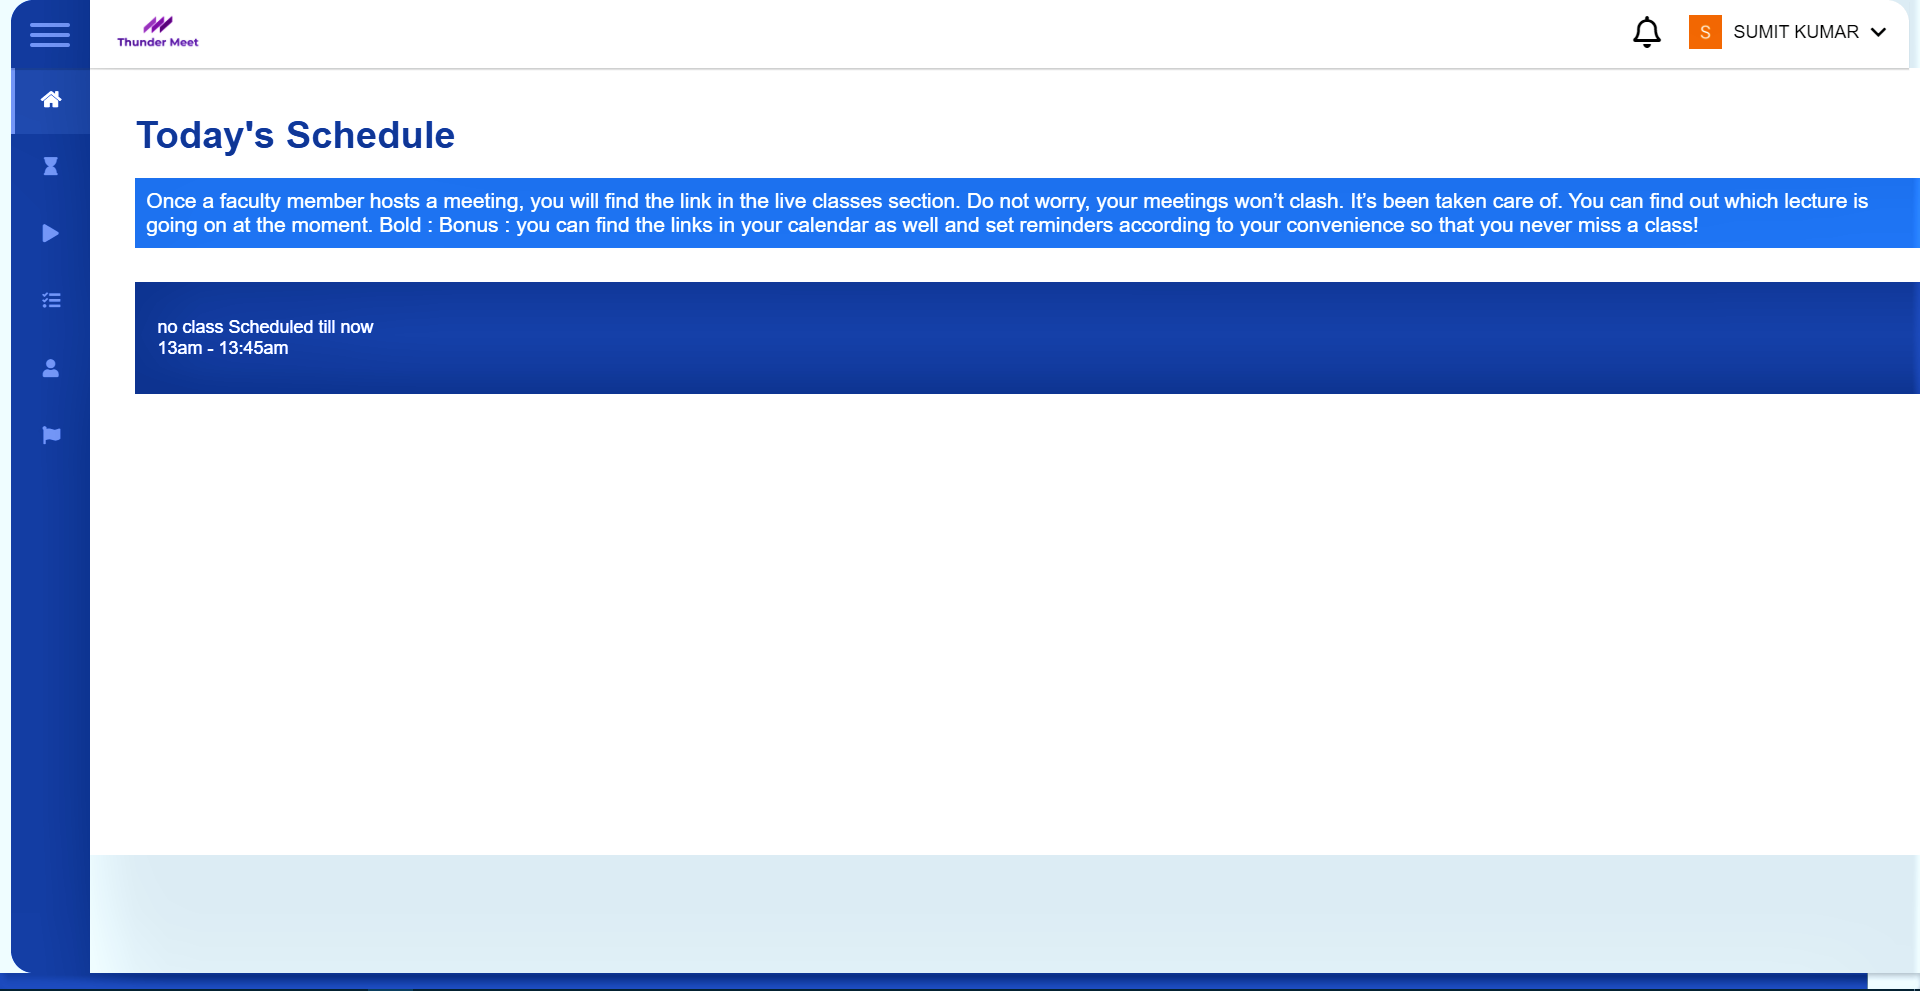 Thunder Meet
S SUMIT KUMAR
Today's Schedule
Once a faculty member hosts a meeting, you will find the link in the live classes section. Do not worry, your meetings won’t clash. It’s been taken care of. You can find out which lecture is
going on at the moment. Bold : Bonus : you can find the links in your calendar as well and set reminders according to your convenience so that you never miss a class!
no class Scheduled till now
13am - 13:45am